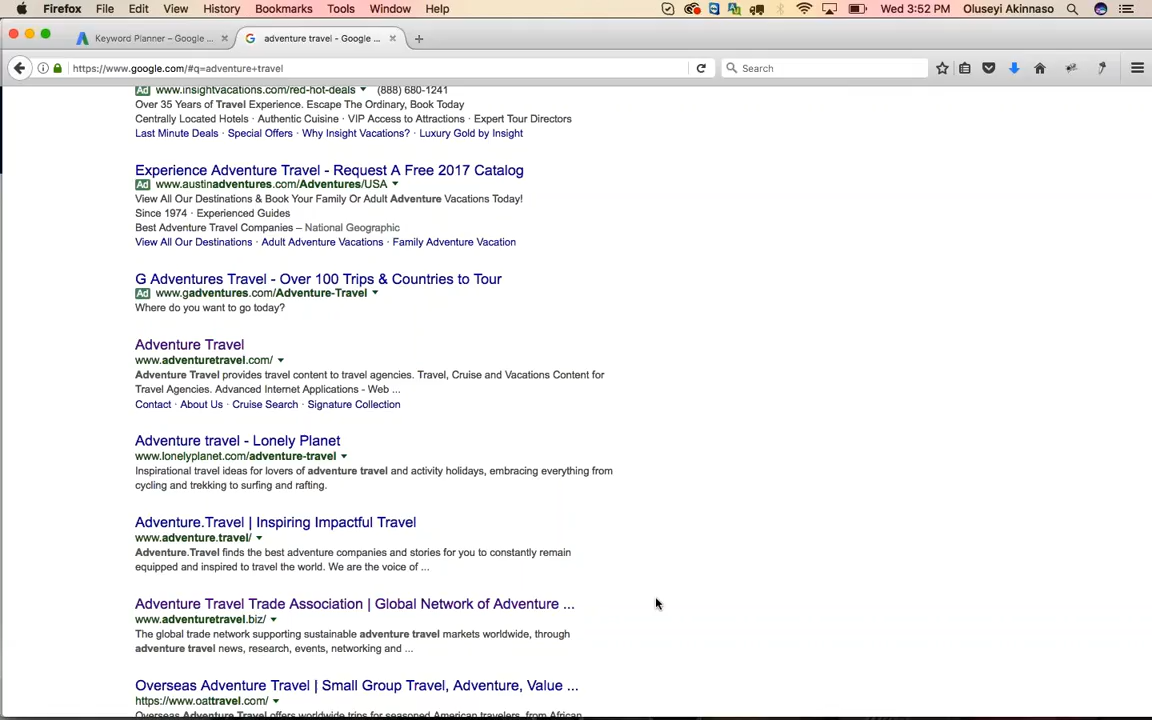 Firefox File Edit View History Bookmarks Tools Window Help Wed 3:52 PM Oluseyi Akinnaso
Keyword Planner – Google ... adventure travel - Google ...
https://www.google.com/#q=adventure+travel Search
Ad www.insightvacations.com/red-hot-deals (888) 680-1241
Over 35 Years of Travel Experience. Escape The Ordinary, Book Today
Centrally Located Hotels · Authentic Cuisine · VIP Access to Attractions · Expert Tour Directors
Last Minute Deals · Special Offers · Why Insight Vacations? · Luxury Gold by Insight
Experience Adventure Travel - Request A Free 2017 Catalog
Ad www.austinadventures.com/Adventures/USA
View All Our Destinations & Book Your Family Or Adult Adventure Vacations Today!
Since 1974 · Experienced Guides
Best Adventure Travel Companies – National Geographic
View All Our Destinations · Adult Adventure Vacations · Family Adventure Vacation
G Adventures Travel - Over 100 Trips & Countries to Tour
Ad www.gadventures.com/Adventure-Travel
Where do you want to go today?
Adventure Travel
www.adventuretravel.com/
Adventure Travel provides travel content to travel agencies. Travel, Cruise and Vacations Content for
Travel Agencies. Advanced Internet Applications - Web ...
Contact · About Us · Cruise Search · Signature Collection
Adventure travel - Lonely Planet
www.lonelyplanet.com/adventure-travel
Inspirational travel ideas for lovers of adventure travel and activity holidays, embracing everything from
cycling and trekking to surfing and rafting.
Adventure.Travel | Inspiring Impactful Travel
www.adventure.travel/
Adventure.Travel finds the best adventure companies and stories for you to constantly remain
equipped and inspired to travel the world. We are the voice of ...
Adventure Travel Trade Association | Global Network of Adventure ...
www.adventuretravel.biz/
The global trade network supporting sustainable adventure travel markets worldwide, through
adventure travel news, research, events, networking and ...
Overseas Adventure Travel | Small Group Travel, Adventure, Value ...
https://www.oattravel.com/
Overseas Adventure Travel offers worldwide trips for seasoned American travelers, from African